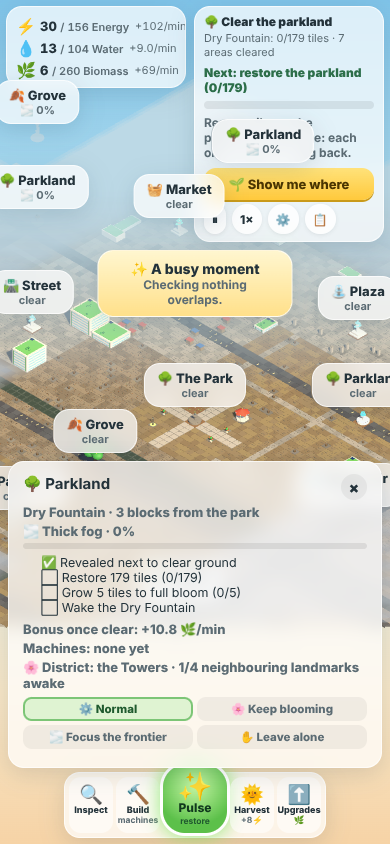 ⚡ 30 / 156 Energy +102/min
💧 13 / 104 Water +9.0/min
🌿 6 / 260 Biomass +69/min
🌳 Clear the parkland
Dry Fountain: 0/179 tiles · 7
areas cleared
Next: restore the parkland
(0/179)
🍂 Grove
🌫️ 0%
🌳 Parkland
🌫️ 0%
each
back.
🌱 Show me where
🌳 Parkland
🌫️ 0%
🧺 Market
clear
⏸ 1× ⚙️ 📋
✨ A busy moment
Checking nothing
overlaps.
🛣️ Street
clear
⛲ Plaza
clear
🌳 The Park
clear
clear
🍂 Grove
clear
🌳 Parkland
✖
Dry Fountain · 3 blocks from the park
🌫️ Thick fog · 0%
✅ Revealed next to clear ground
⬜ Restore 179 tiles (0/179)
⬜ Grow 5 tiles to full bloom (0/5)
⬜ Wake the Dry Fountain
Bonus once clear: +10.8 🌿/min
Machines: none yet
🌸 District: the Towers · 1/4 neighbouring landmarks
awake
⚙️ Normal
🌸 Keep blooming
🌫️ Focus the frontier
✋ Leave alone
🔍 Inspect
🔨 Build
machines
✨ Pulse
restore
🌞 Harvest
+8⚡
⬆️ Upgrades
🌿